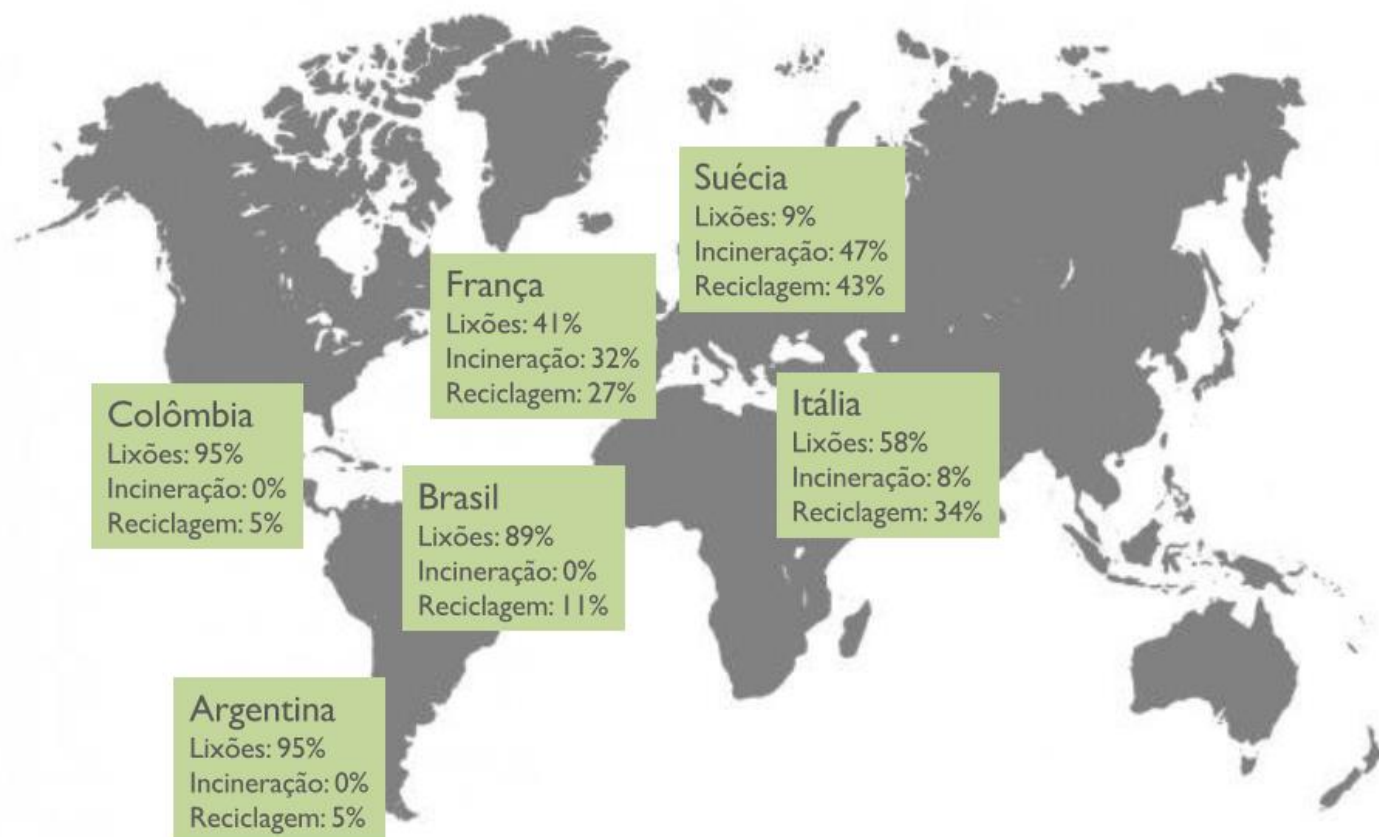 Suécia
Lixões: 9%
Incineração: 47%
Reciclagem: 43%
França
Lixões: 41%
Incineração: 32%
Reciclagem: 27%
Colômbia
Lixões: 95%
Incineração: 0%
Reciclagem: 5%
Itália
Lixões: 58%
Incineração: 8%
Reciclagem: 34%
Brasil
Lixões: 89%
Incineração: 0%
Reciclagem: 11%
Argentina
Lixões: 95%
Incineração: 0%
Reciclagem: 5%